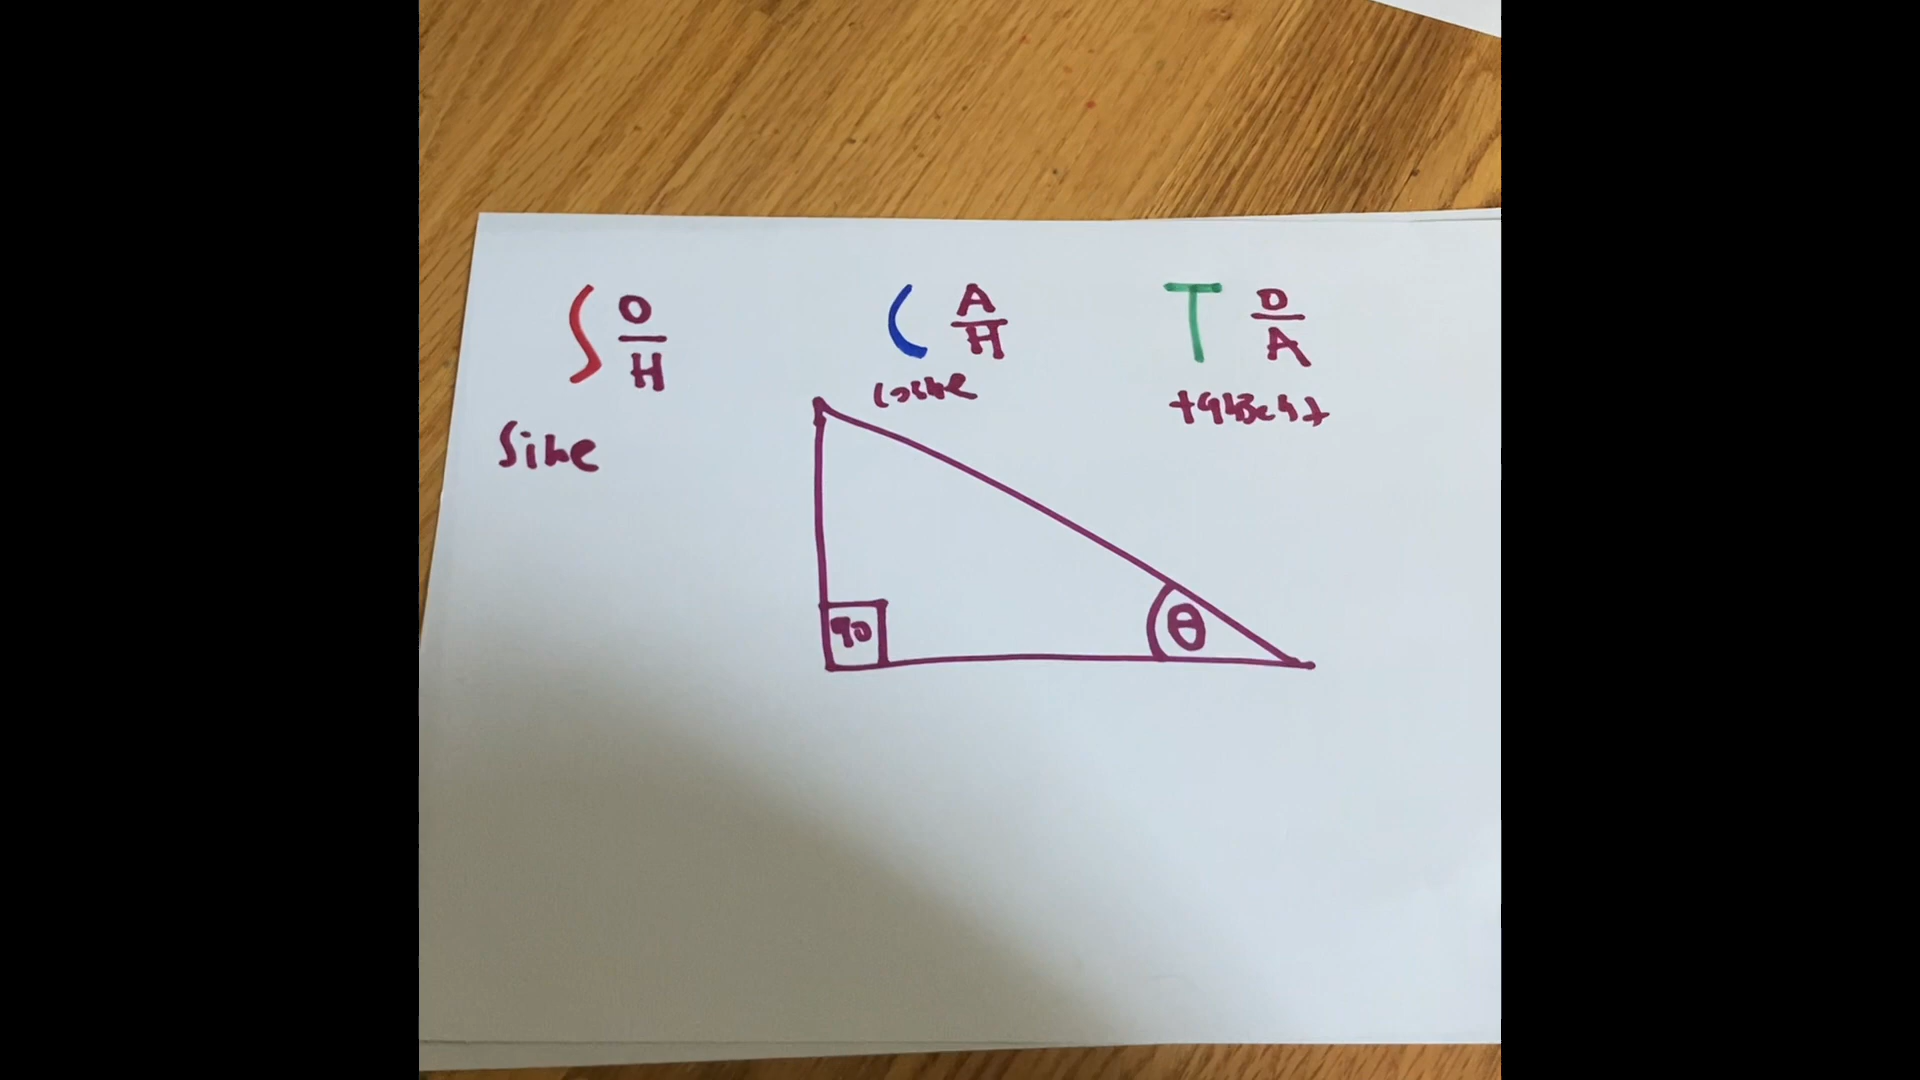 S O/H
C A/H
T O/A
Sine
cosine
tangent
90
θ